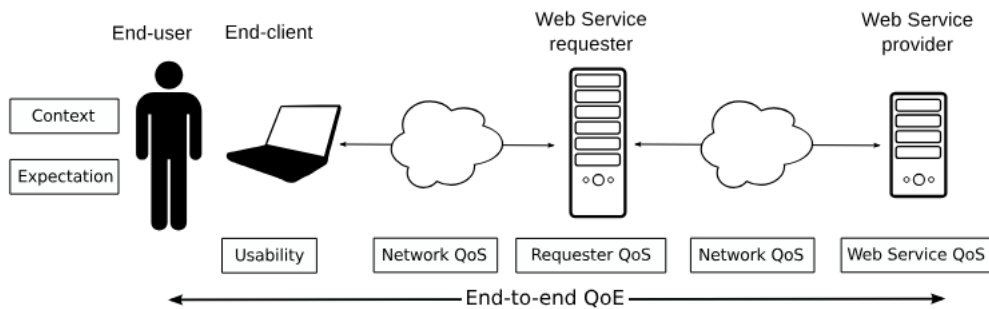 End-user
End-client
Web Service
requester
Web Service
provider
Context
Expectation
Usability
Network QoS
Requester QoS
Network QoS
Web Service QoS
End-to-end QoE